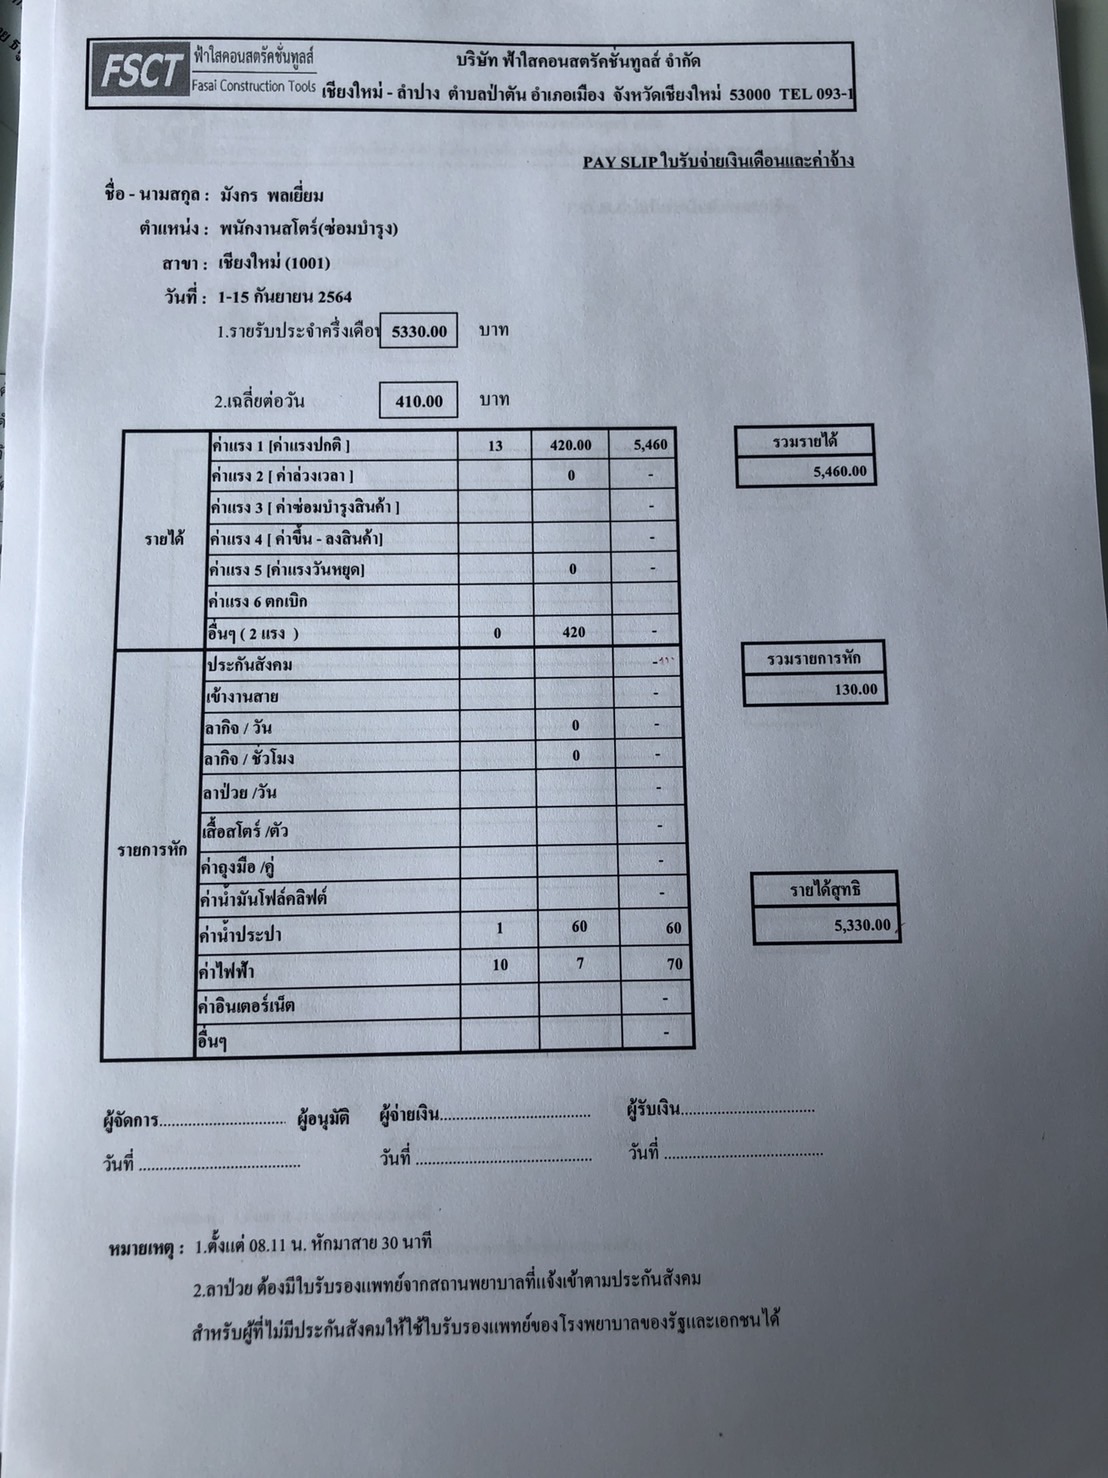 FSCT ฟ้าใสคอนสตรัคชั่นทูลส์
Fasai Construction Tools
บริษัท ฟ้าใสคอนสตรัคชั่นทูลส์ จำกัด
เชียงใหม่ - ลำปาง ตำบลป่าตัน อำเภอเมือง จังหวัดเชียงใหม่ 53000 TEL 093-1
PAY SLIP ใบรับจ่ายเงินเดือนและค่าจ้าง
ชื่อ - นามสกุล : มังกร พลเยี่ยม
ตำแหน่ง : พนักงานสโตร์(ซ่อมบำรุง)
สาขา : เชียงใหม่ (1001)
วันที่ : 1-15 กันยายน 2564
1.รายรับประจำครึ่งเดือน 5330.00 บาท
2.เฉลี่ยต่อวัน 410.00 บาท
รายได้
ค่าแรง 1 [ค่าแรงปกติ ] 13 420.00 5,460
ค่าแรง 2 [ ค่าล่วงเวลา ] 0 -
ค่าแรง 3 [ ค่าซ่อมบำรุงสินค้า ] -
ค่าแรง 4 [ ค่าขึ้น - ลงสินค้า] -
ค่าแรง 5 [ค่าแรงวันหยุด] 0 -
ค่าแรง 6 ตกเบิก
อื่นๆ ( 2 แรง ) 0 420 -
รวมรายได้
5,460.00
รายการหัก
ประกันสังคม -
เข้างานสาย -
ลากิจ / วัน 0 -
ลากิจ / ชั่วโมง 0 -
ลาป่วย /วัน -
เสื้อสโตร์ /ตัว -
ค่าถุงมือ /คู่ -
ค่าน้ำมันโฟล์คลิฟต์ -
ค่าน้ำประปา 1 60 60
ค่าไฟฟ้า 10 7 70
ค่าอินเตอร์เน็ต -
อื่นๆ -
รวมรายการหัก
130.00
รายได้สุทธิ
5,330.00
ผู้จัดการ.............................. ผู้อนุมัติ ผู้จ่ายเงิน.................................... ผู้รับเงิน................................
วันที่ ....................................... วันที่ .......................................... วันที่ ......................................
หมายเหตุ : 1.ตั้งแต่ 08.11 น. หักมาสาย 30 นาที
2.ลาป่วย ต้องมีใบรับรองแพทย์จากสถานพยาบาลที่แจ้งเข้าตามประกันสังคม
สำหรับผู้ที่ไม่มีประกันสังคมให้ใช้ใบรับรองแพทย์ของโรงพยาบาลของรัฐและเอกชนได้